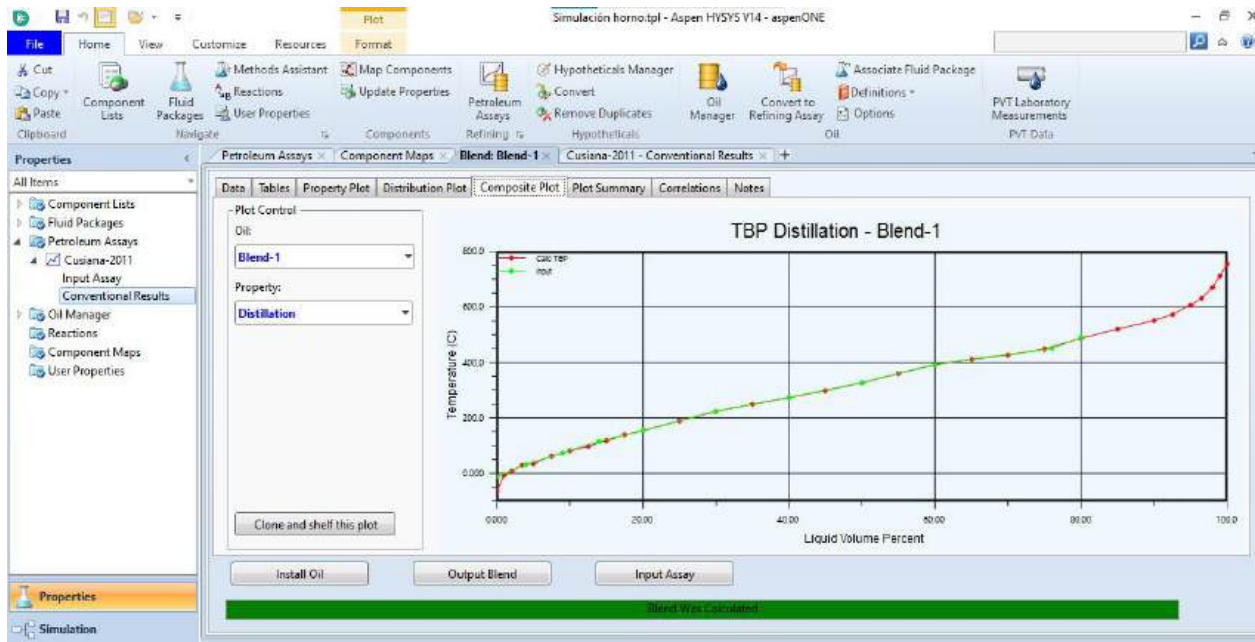 Simulación horno.tpl - Aspen HYSYS V14 - aspenONE
Plot
File Home View Customize Resources Format
Cut
Copy
Paste
Clipboard
Component Lists
Fluid Packages
Methods Assistant
Reactions
User Properties
Navigate
Map Components
Update Properties
Components
Petroleum Assays
Refining
Hypotheticals Manager
Convert
Remove Duplicates
Hypotheticals
Oil Manager
Convert to Refining Assay
Associate Fluid Package
Definitions
Options
Oil
PVT Laboratory Measurements
PVT Data
Properties
All Items
Component Lists
Fluid Packages
Petroleum Assays
Cusiana-2011
Input Assay
Conventional Results
Oil Manager
Reactions
Component Maps
User Properties
Properties
Simulation
Petroleum Assays Component Maps Blend: Blend-1 Cusiana-2011 - Conventional Results +
Data Tables Property Plot Distribution Plot Composite Plot Plot Summary Correlations Notes
Plot Control
Oil:
Blend-1
Property:
Distillation
Clone and shelf this plot
TBP Distillation - Blend-1
Calc TBP
Input
Temperature (C)
800.0
600.0
400.0
200.0
0.000
0.000 20.00 40.00 60.00 80.00 100.0
Liquid Volume Percent
Install Oil Output Blend Input Assay
Blend Was Calculated